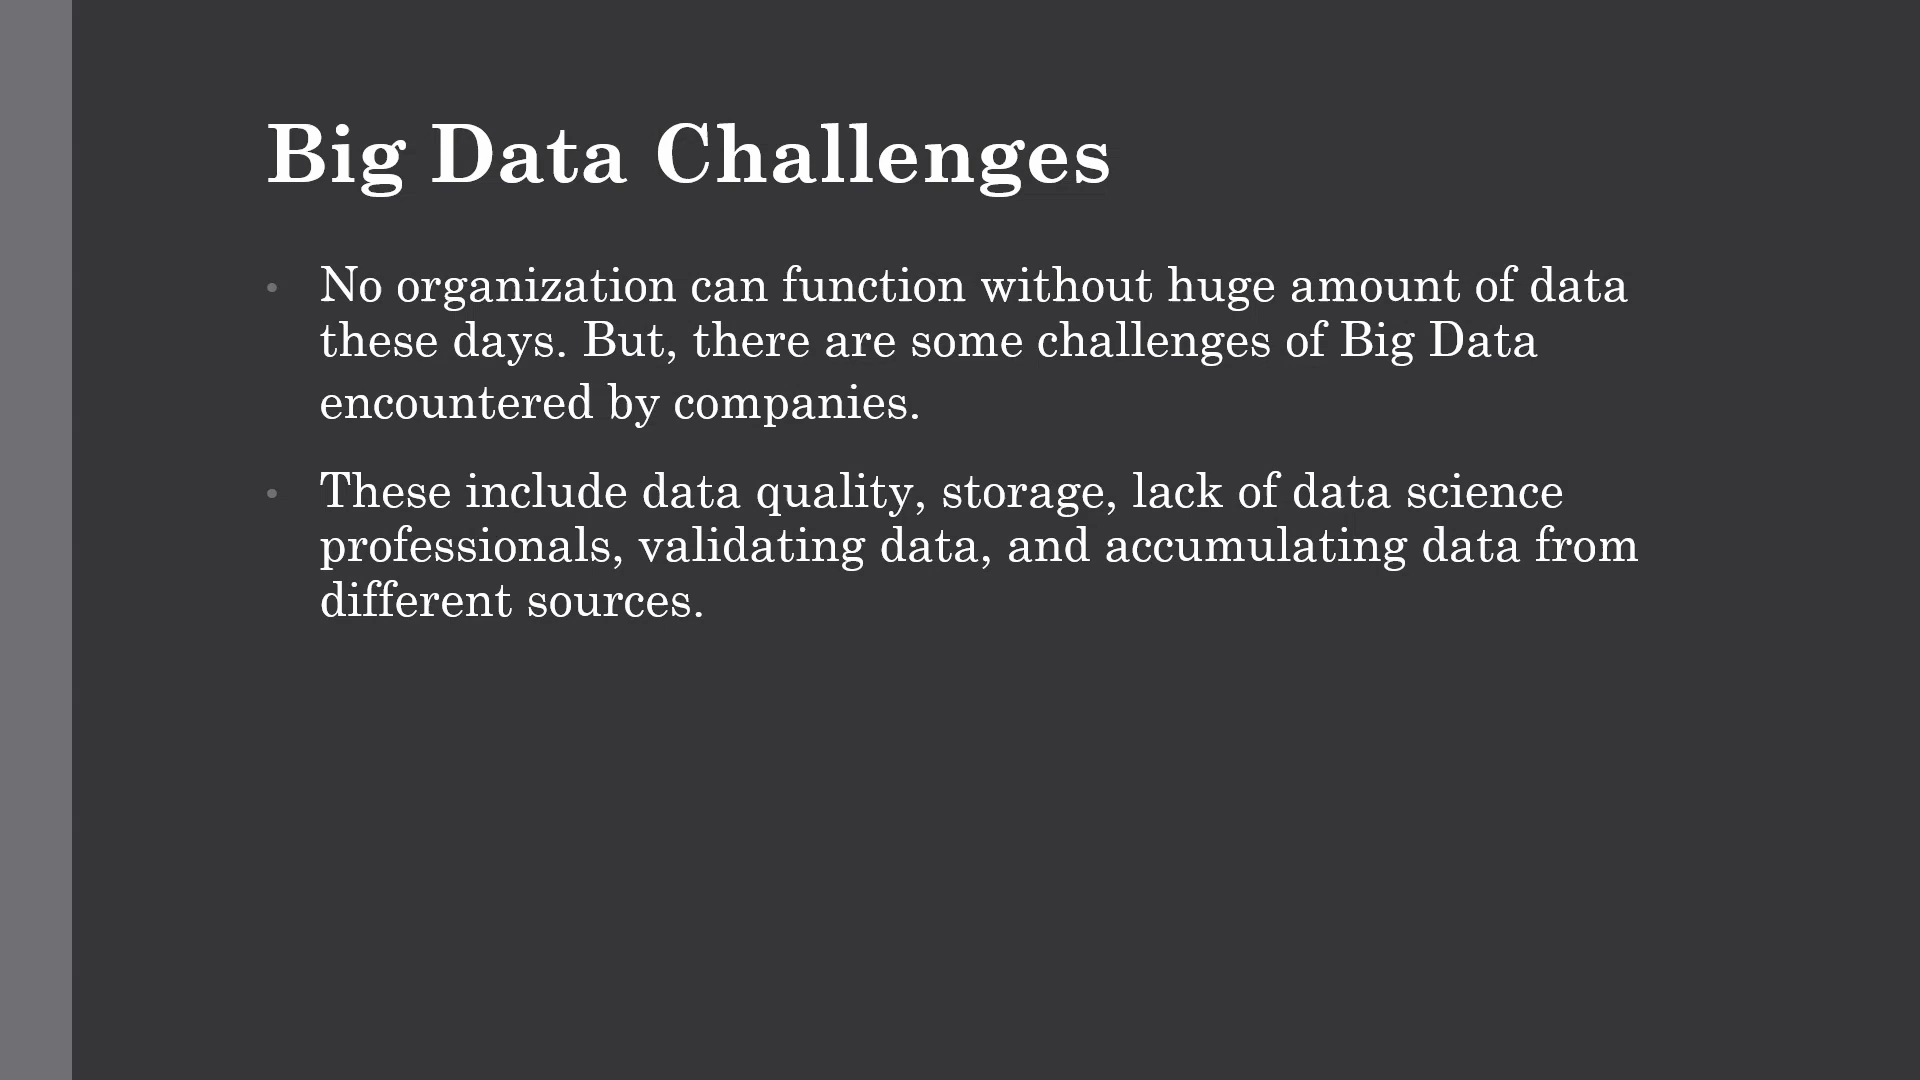 Big Data Challenges
• No organization can function without huge amount of data
these days. But, there are some challenges of Big Data
encountered by companies.
• These include data quality, storage, lack of data science
professionals, validating data, and accumulating data from
different sources.